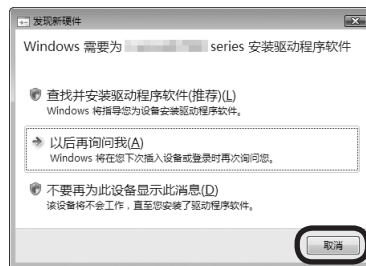 发现新硬件
Windows 需要为 series 安装驱动程序软件
查找并安装驱动程序软件(推荐)(L)
Windows 将指导您为设备安装驱动程序软件。
以后再询问我(A)
Windows 将在您下次插入设备或登录时再次询问您。
不要再为此设备显示此消息(D)
该设备将不会工作，直至您安装了驱动程序软件。
取消